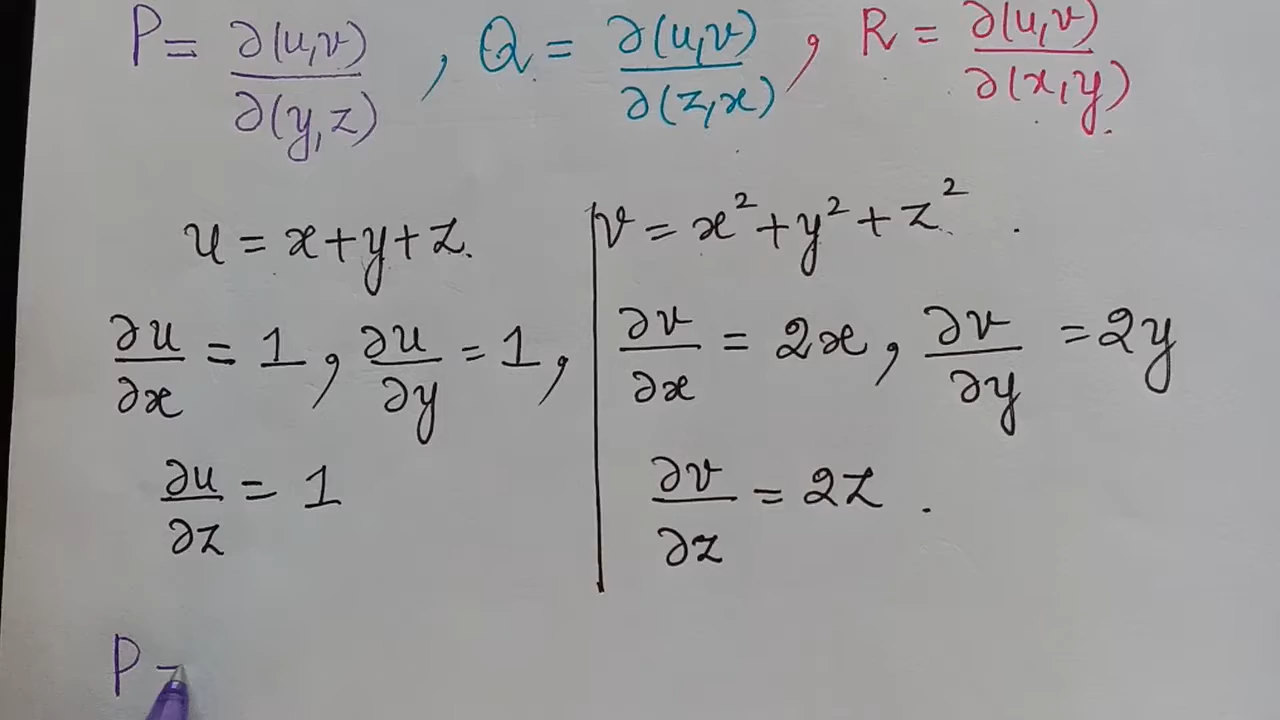 P = ∂(u,v)/∂(y,z) , Q = ∂(u,v)/∂(z,x) , R = ∂(u,v)/∂(x,y)
u = x+y+z. v = x² + y² + z² .
∂u/∂x = 1, ∂u/∂y = 1, ∂v/∂x = 2x, ∂v/∂y = 2y
∂u/∂z = 1 ∂v/∂z = 2z .
P =